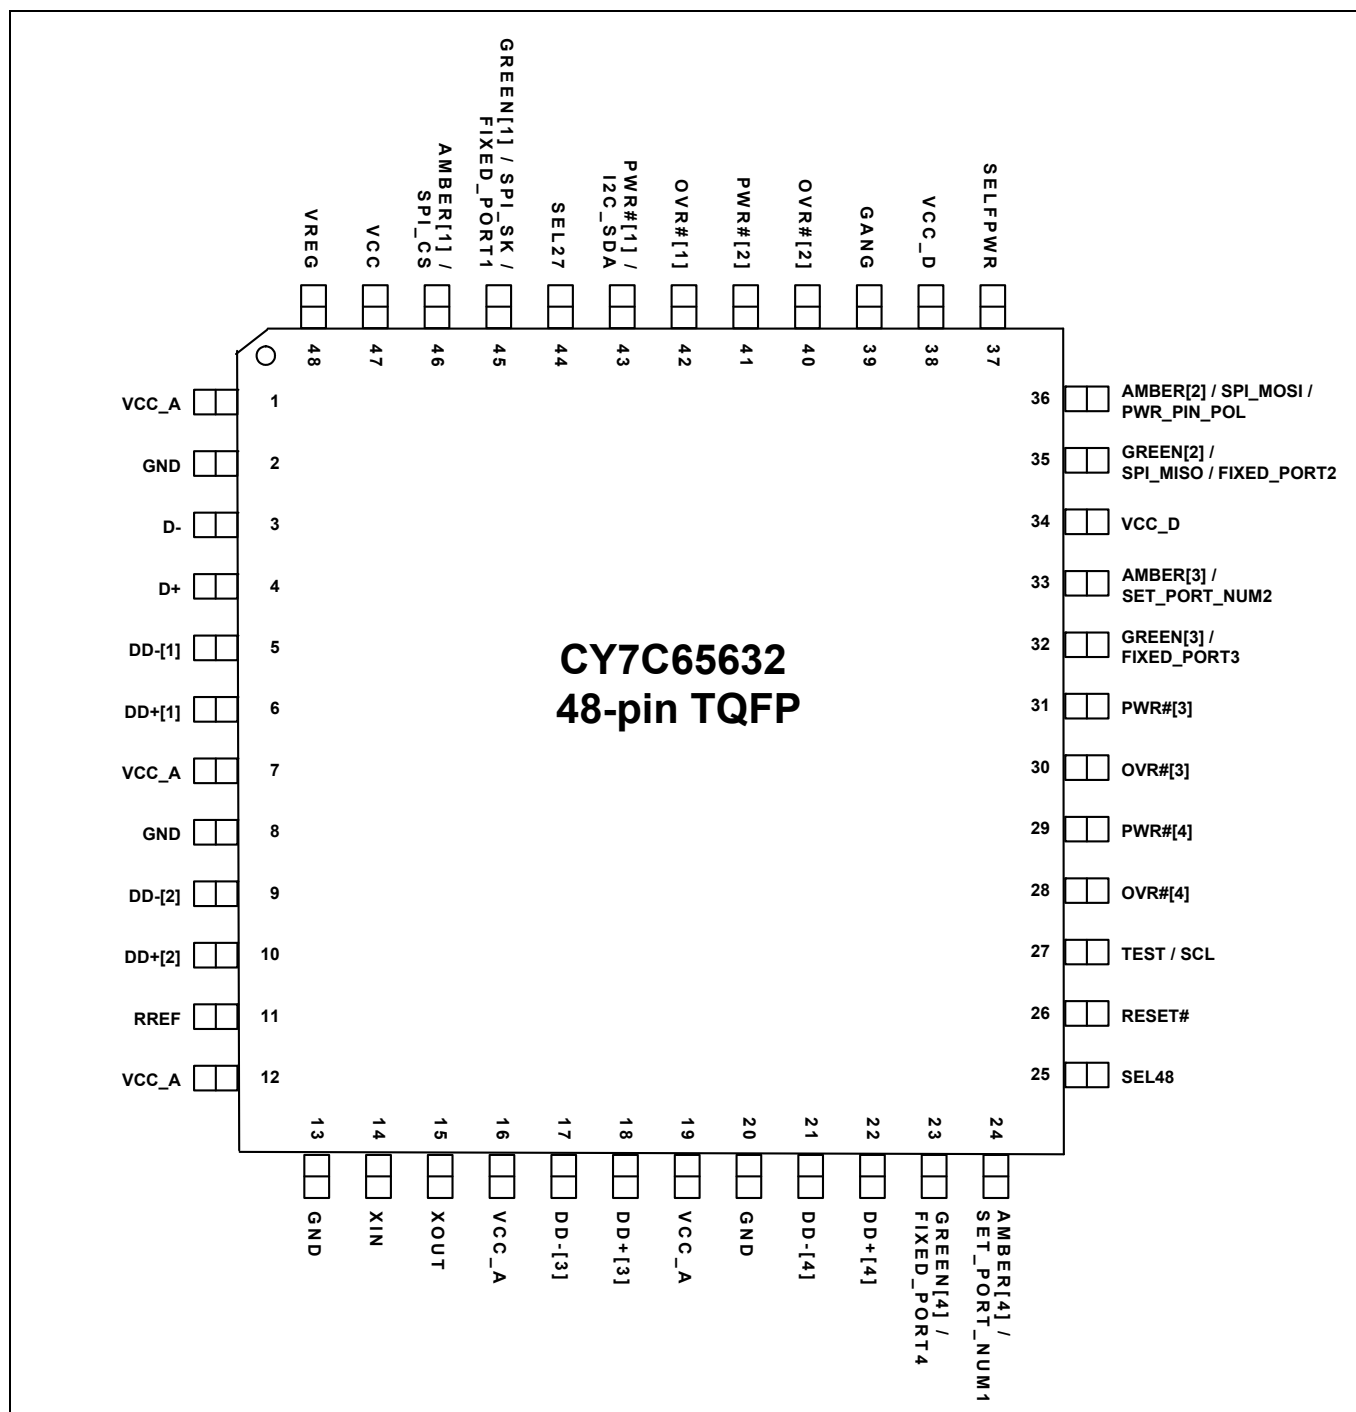 GREEN[1] / SPI_SK /
FIXED_PORT1
AMBER[1] /
SPI_CS
PWR#[1] /
I2C_SDA
VREG
VCC
SEL27
OVR#[1]
PWR#[2]
OVR#[2]
GANG
VCC_D
SELFPWR
48
47
46
45
44
43
42
41
40
39
38
37
VCC_A
1
GND
2
D-
3
D+
4
DD-[1]
5
DD+[1]
6
VCC_A
7
GND
8
DD-[2]
9
DD+[2]
10
RREF
11
VCC_A
12
CY7C65632
48-pin TQFP
36
AMBER[2] / SPI_MOSI /
PWR_PIN_POL
35
GREEN[2] /
SPI_MISO / FIXED_PORT2
34
VCC_D
33
AMBER[3] /
SET_PORT_NUM2
32
GREEN[3] /
FIXED_PORT3
31
PWR#[3]
30
OVR#[3]
29
PWR#[4]
28
OVR#[4]
27
TEST / SCL
26
RESET#
25
SEL48
13
14
15
16
17
18
19
20
21
22
23
24
GND
XIN
XOUT
VCC_A
DD-[3]
DD+[3]
VCC_A
GND
DD-[4]
DD+[4]
GREEN[4] /
FIXED_PORT4
AMBER[4] /
SET_PORT_NUM1